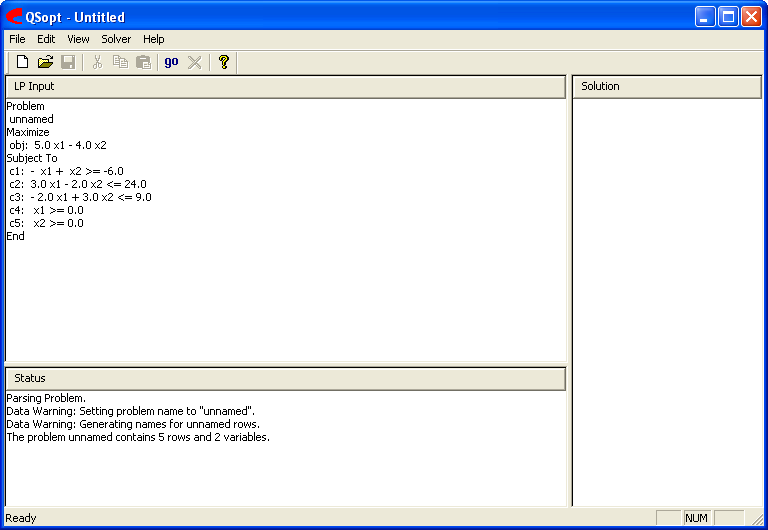 QSopt - Untitled
File Edit View Solver Help
go ?
LP Input
Problem
unnamed
Maximize
obj: 5.0 x1 - 4.0 x2
Subject To
c1: - x1 + x2 >= -6.0
c2: 3.0 x1 - 2.0 x2 <= 24.0
c3: - 2.0 x1 + 3.0 x2 <= 9.0
c4: x1 >= 0.0
c5: x2 >= 0.0
End
Solution
Status
Parsing Problem.
Data Warning: Setting problem name to "unnamed".
Data Warning: Generating names for unnamed rows.
The problem unnamed contains 5 rows and 2 variables.
Ready NUM